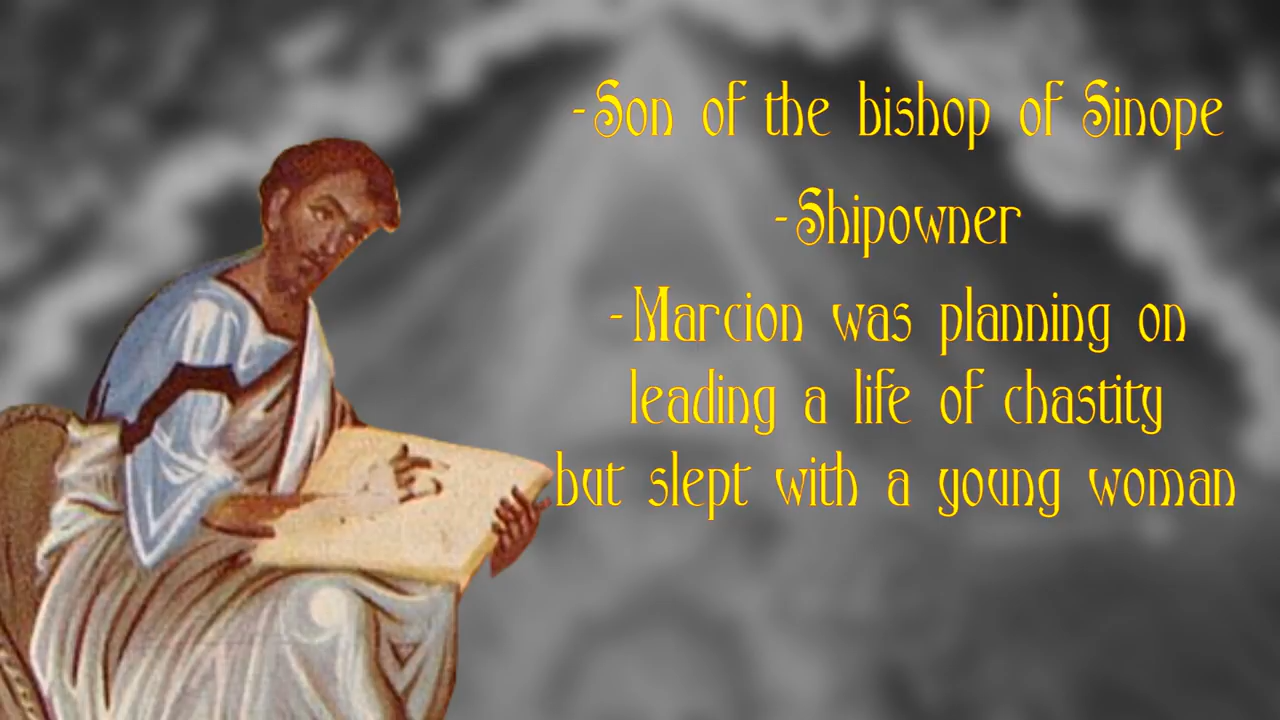 -Son of the bishop of Sinope
-Shipowner
-Marcion was planning on
leading a life of chastity
but slept with a young woman